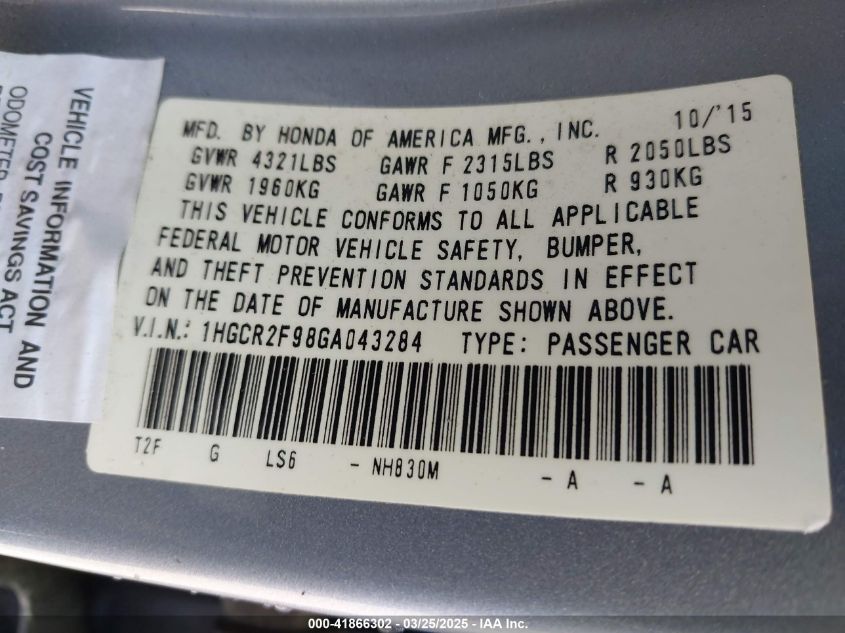 VEHICLE INFORMATION AND
COST SAVINGS ACT
ODOMETER
MFD. BY HONDA OF AMERICA MFG., INC. 10/'15
GVWR 4321LBS GAWR F 2315LBS R 2050LBS
GVWR 1960KG GAWR F 1050KG R 930KG
THIS VEHICLE CONFORMS TO ALL APPLICABLE
FEDERAL MOTOR VEHICLE SAFETY, BUMPER,
AND THEFT PREVENTION STANDARDS IN EFFECT
ON THE DATE OF MANUFACTURE SHOWN ABOVE.
V.I.N.: 1HGCR2F98GA043284 TYPE: PASSENGER CAR
T2F G LS6 - NH830M - A - A
000-41866302 — 03/25/2025 — IAA Inc.